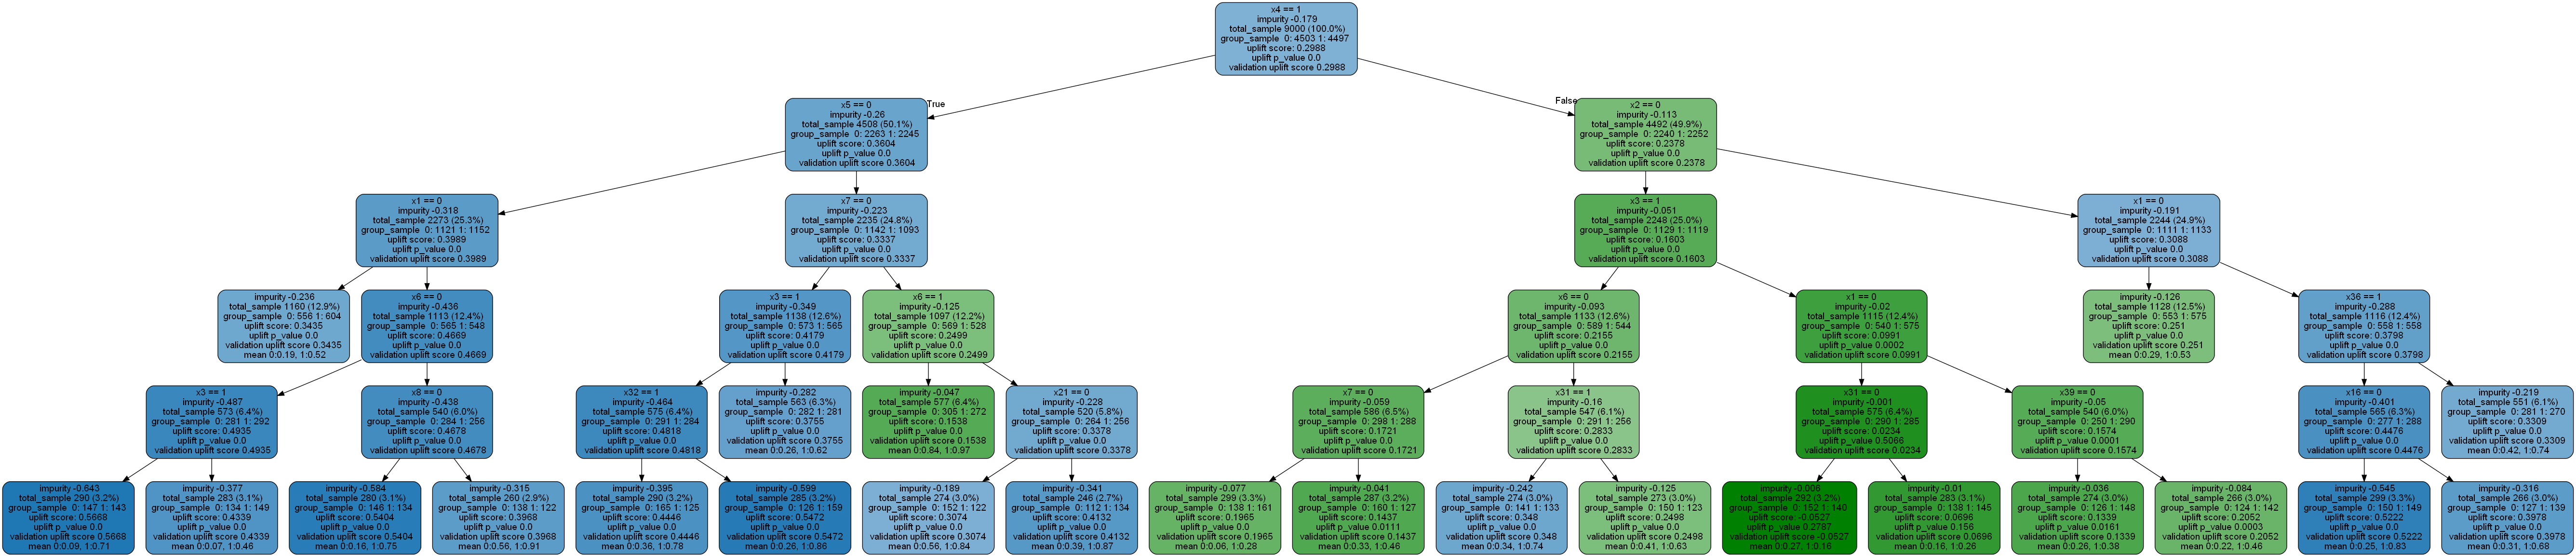 x4 == 1
impurity -0.179
total_sample 9000 (100.0%)
group_sample 0: 4503 1: 4497
uplift score: 0.2988
uplift p_value 0.0
validation uplift score 0.2988
True
False
x5 == 0
impurity -0.26
total_sample 4508 (50.1%)
group_sample 0: 2263 1: 2245
uplift score: 0.3604
uplift p_value 0.0
validation uplift score 0.3604
x2 == 0
impurity -0.113
total_sample 4492 (49.9%)
group_sample 0: 2240 1: 2252
uplift score: 0.2378
uplift p_value 0.0
validation uplift score 0.2378
x1 == 0
impurity -0.318
total_sample 2273 (25.3%)
group_sample 0: 1121 1: 1152
uplift score: 0.3989
uplift p_value 0.0
validation uplift score 0.3989
x7 == 0
impurity -0.223
total_sample 2235 (24.8%)
group_sample 0: 1142 1: 1093
uplift score: 0.3337
uplift p_value 0.0
validation uplift score 0.3337
x3 == 1
impurity -0.051
total_sample 2248 (25.0%)
group_sample 0: 1129 1: 1119
uplift score: 0.1603
uplift p_value 0.0
validation uplift score 0.1603
x1 == 0
impurity -0.191
total_sample 2244 (24.9%)
group_sample 0: 1111 1: 1133
uplift score: 0.3088
uplift p_value 0.0
validation uplift score 0.3088
impurity -0.236
total_sample 1160 (12.9%)
group_sample 0: 556 1: 604
uplift score: 0.3435
uplift p_value 0.0
validation uplift score 0.3435
mean 0:0.19, 1:0.52
x6 == 0
impurity -0.436
total_sample 1113 (12.4%)
group_sample 0: 565 1: 548
uplift score: 0.4669
uplift p_value 0.0
validation uplift score 0.4669
x3 == 1
impurity -0.349
total_sample 1138 (12.6%)
group_sample 0: 573 1: 565
uplift score: 0.4179
uplift p_value 0.0
validation uplift score 0.4179
x6 == 1
impurity -0.125
total_sample 1097 (12.2%)
group_sample 0: 569 1: 528
uplift score: 0.2499
uplift p_value 0.0
validation uplift score 0.2499
x6 == 0
impurity -0.093
total_sample 1133 (12.6%)
group_sample 0: 589 1: 544
uplift score: 0.2155
uplift p_value 0.0
validation uplift score 0.2155
x1 == 0
impurity -0.02
total_sample 1115 (12.4%)
group_sample 0: 540 1: 575
uplift score: 0.0991
uplift p_value 0.0002
validation uplift score 0.0991
impurity -0.126
total_sample 1128 (12.5%)
group_sample 0: 553 1: 575
uplift score: 0.251
uplift p_value 0.0
validation uplift score 0.251
mean 0:0.29, 1:0.53
x36 == 1
impurity -0.288
total_sample 1116 (12.4%)
group_sample 0: 558 1: 558
uplift score: 0.3798
uplift p_value 0.0
validation uplift score 0.3798
x3 == 1
impurity -0.487
total_sample 573 (6.4%)
group_sample 0: 281 1: 292
uplift score: 0.4935
uplift p_value 0.0
validation uplift score 0.4935
x8 == 0
impurity -0.438
total_sample 540 (6.0%)
group_sample 0: 284 1: 256
uplift score: 0.4678
uplift p_value 0.0
validation uplift score 0.4678
x32 == 1
impurity -0.464
total_sample 575 (6.4%)
group_sample 0: 291 1: 284
uplift score: 0.4818
uplift p_value 0.0
validation uplift score 0.4818
impurity -0.282
total_sample 563 (6.3%)
group_sample 0: 282 1: 281
uplift score: 0.3755
uplift p_value 0.0
validation uplift score 0.3755
mean 0:0.26, 1:0.62
impurity -0.047
total_sample 577 (6.4%)
group_sample 0: 305 1: 272
uplift score: 0.1538
uplift p_value 0.0
validation uplift score 0.1538
mean 0:0.84, 1:0.97
x21 == 0
impurity -0.228
total_sample 520 (5.8%)
group_sample 0: 264 1: 256
uplift score: 0.3378
uplift p_value 0.0
validation uplift score 0.3378
x7 == 0
impurity -0.059
total_sample 586 (6.5%)
group_sample 0: 298 1: 288
uplift score: 0.1721
uplift p_value 0.0
validation uplift score 0.1721
x31 == 1
impurity -0.16
total_sample 547 (6.1%)
group_sample 0: 291 1: 256
uplift score: 0.2833
uplift p_value 0.0
validation uplift score 0.2833
x31 == 0
impurity -0.001
total_sample 575 (6.4%)
group_sample 0: 290 1: 285
uplift score: 0.0234
uplift p_value 0.5066
validation uplift score 0.0234
x39 == 0
impurity -0.05
total_sample 540 (6.0%)
group_sample 0: 250 1: 290
uplift score: 0.1574
uplift p_value 0.0001
validation uplift score 0.1574
x16 == 0
impurity -0.401
total_sample 565 (6.3%)
group_sample 0: 277 1: 288
uplift score: 0.4476
uplift p_value 0.0
validation uplift score 0.4476
impurity -0.219
total_sample 551 (6.1%)
group_sample 0: 281 1: 270
uplift score: 0.3309
uplift p_value 0.0
validation uplift score 0.3309
mean 0:0.42, 1:0.74
impurity -0.643
total_sample 290 (3.2%)
group_sample 0: 147 1: 143
uplift score: 0.5668
uplift p_value 0.0
validation uplift score 0.5668
mean 0:0.09, 1:0.71
impurity -0.377
total_sample 283 (3.1%)
group_sample 0: 134 1: 149
uplift score: 0.4339
uplift p_value 0.0
validation uplift score 0.4339
mean 0:0.07, 1:0.46
impurity -0.584
total_sample 280 (3.1%)
group_sample 0: 146 1: 134
uplift score: 0.5404
uplift p_value 0.0
validation uplift score 0.5404
mean 0:0.16, 1:0.75
impurity -0.315
total_sample 260 (2.9%)
group_sample 0: 138 1: 122
uplift score: 0.3968
uplift p_value 0.0
validation uplift score 0.3968
mean 0:0.56, 1:0.91
impurity -0.395
total_sample 290 (3.2%)
group_sample 0: 165 1: 125
uplift score: 0.4446
uplift p_value 0.0
validation uplift score 0.4446
mean 0:0.36, 1:0.78
impurity -0.599
total_sample 285 (3.2%)
group_sample 0: 126 1: 159
uplift score: 0.5472
uplift p_value 0.0
validation uplift score 0.5472
mean 0:0.26, 1:0.86
impurity -0.189
total_sample 274 (3.0%)
group_sample 0: 152 1: 122
uplift score: 0.3074
uplift p_value 0.0
validation uplift score 0.3074
mean 0:0.56, 1:0.84
impurity -0.341
total_sample 246 (2.7%)
group_sample 0: 112 1: 134
uplift score: 0.4132
uplift p_value 0.0
validation uplift score 0.4132
mean 0:0.39, 1:0.87
impurity -0.077
total_sample 299 (3.3%)
group_sample 0: 138 1: 161
uplift score: 0.1965
uplift p_value 0.0
validation uplift score 0.1965
mean 0:0.06, 1:0.28
impurity -0.041
total_sample 287 (3.2%)
group_sample 0: 160 1: 127
uplift score: 0.1437
uplift p_value 0.0111
validation uplift score 0.1437
mean 0:0.33, 1:0.46
impurity -0.242
total_sample 274 (3.0%)
group_sample 0: 141 1: 133
uplift score: 0.348
uplift p_value 0.0
validation uplift score 0.348
mean 0:0.34, 1:0.74
impurity -0.125
total_sample 273 (3.0%)
group_sample 0: 150 1: 123
uplift score: 0.2498
uplift p_value 0.0
validation uplift score 0.2498
mean 0:0.41, 1:0.63
impurity -0.006
total_sample 292 (3.2%)
group_sample 0: 152 1: 140
uplift score: -0.0527
uplift p_value 0.2787
validation uplift score -0.0527
mean 0:0.27, 1:0.16
impurity -0.01
total_sample 283 (3.1%)
group_sample 0: 138 1: 145
uplift score: 0.0696
uplift p_value 0.156
validation uplift score 0.0696
mean 0:0.16, 1:0.26
impurity -0.036
total_sample 274 (3.0%)
group_sample 0: 126 1: 148
uplift score: 0.1339
uplift p_value 0.0161
validation uplift score 0.1339
mean 0:0.26, 1:0.38
impurity -0.084
total_sample 266 (3.0%)
group_sample 0: 124 1: 142
uplift score: 0.2052
uplift p_value 0.0003
validation uplift score 0.2052
mean 0:0.22, 1:0.46
impurity -0.545
total_sample 299 (3.3%)
group_sample 0: 150 1: 149
uplift score: 0.5222
uplift p_value 0.0
validation uplift score 0.5222
mean 0:0.25, 1:0.83
impurity -0.316
total_sample 266 (3.0%)
group_sample 0: 127 1: 139
uplift score: 0.3978
uplift p_value 0.0
validation uplift score 0.3978
mean 0:0.31, 1:0.68